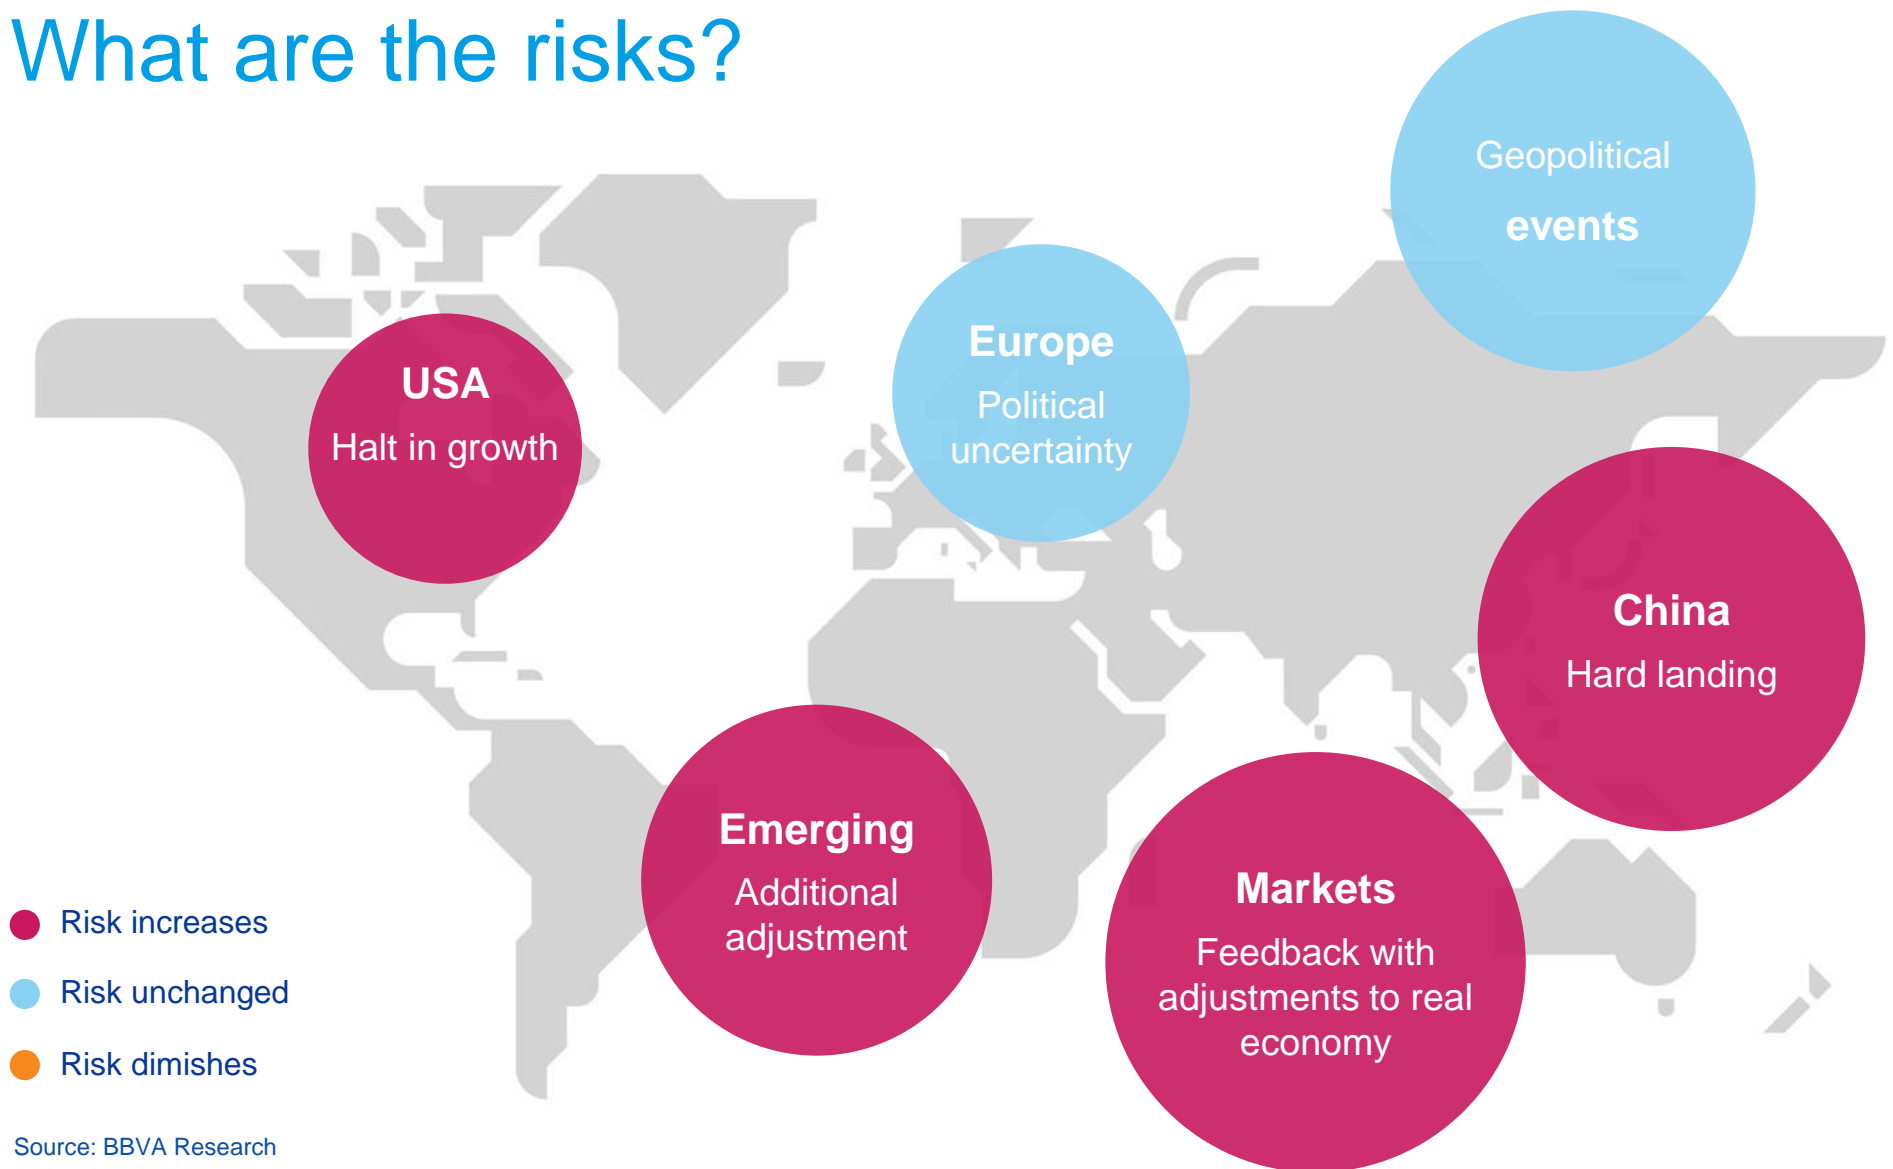 What are the risks?
Geopolitical
events
Europe
Political
uncertainty
USA
Halt in growth
China
Hard landing
Emerging
Additional
adjustment
Markets
Feedback with
adjustments to real
economy
Risk increases
Risk unchanged
Risk dimishes
Source: BBVA Research